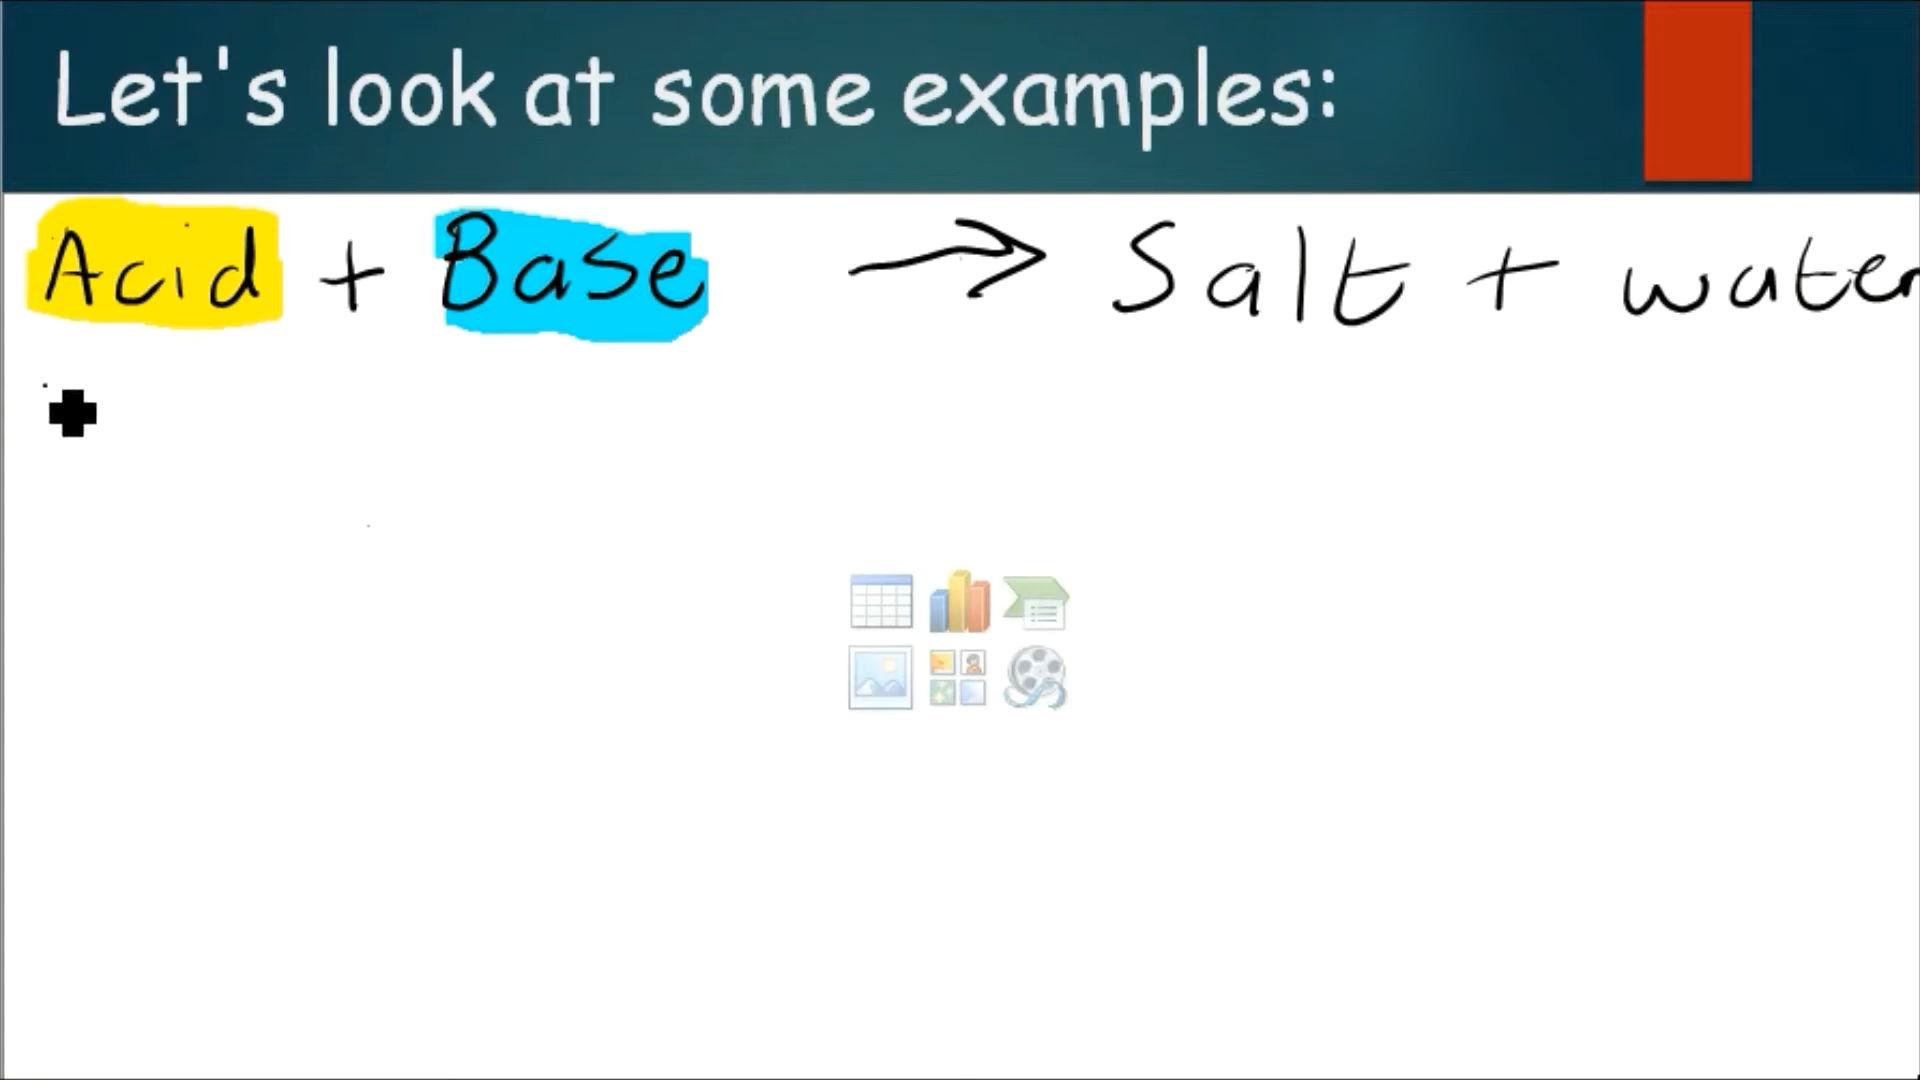 Let's look at some examples:
Acid + Base → Salt + water